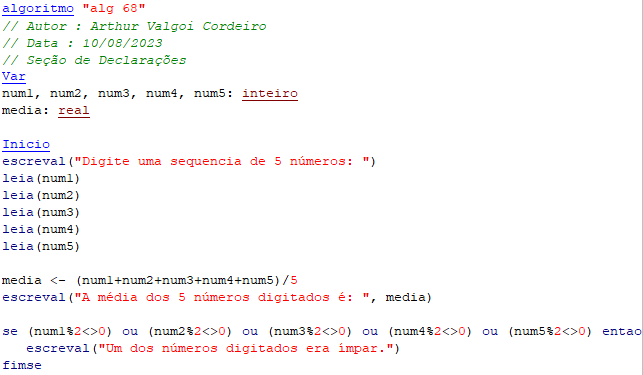 algoritmo "alg 68"
// Autor : Arthur Valgoi Cordeiro
// Data : 10/08/2023
// Seção de Declarações
Var
num1, num2, num3, num4, num5: inteiro
media: real
Inicio
escreval("Digite uma sequencia de 5 números: ")
leia(num1)
leia(num2)
leia(num3)
leia(num4)
leia(num5)
media <- (num1+num2+num3+num4+num5)/5
escreval("A média dos 5 números digitados é: ", media)
se (num1%2<>0) ou (num2%2<>0) ou (num3%2<>0) ou (num4%2<>0) ou (num5%2<>0) entao
escreval("Um dos números digitados era ímpar.")
fimse